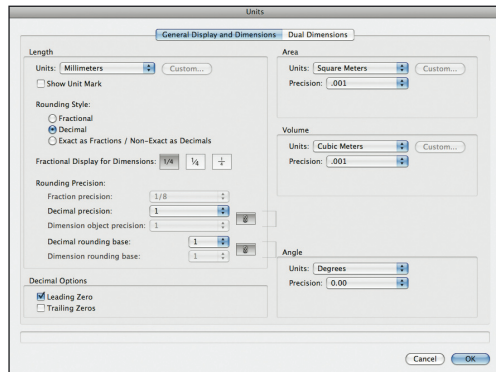 Units
General Display and Dimensions Dual Dimensions
Length
Units: Millimeters Custom...
Show Unit Mark
Rounding Style:
Fractional
Decimal
Exact as Fractions / Non-Exact as Decimals
Fractional Display for Dimensions: 1/4 1/4 1/4
Rounding Precision:
Fraction precision: 1/8
Decimal precision: 1
Dimension object precision: 1
Decimal rounding base: 1
Dimension rounding base: 1
Decimal Options
Leading Zero
Trailing Zeros
Area
Units: Square Meters Custom...
Precision: .001
Volume
Units: Cubic Meters Custom...
Precision: .001
Angle
Units: Degrees
Precision: 0.00
Cancel OK